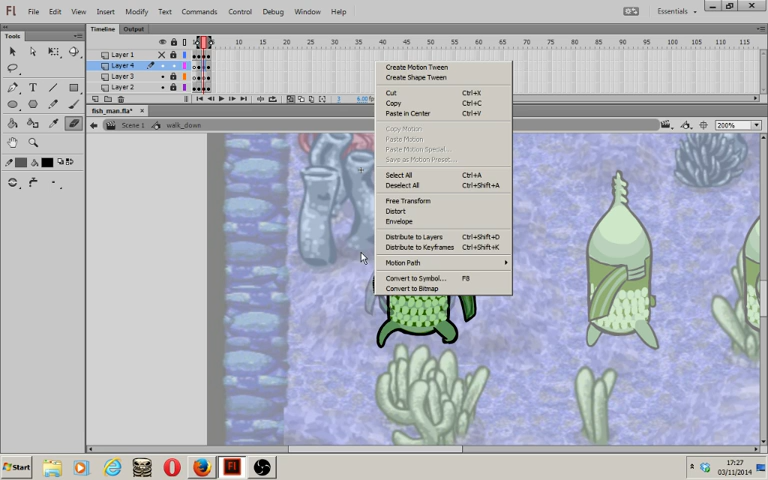 Fl File Edit View Insert Modify Text Commands Control Debug Window Help Essentials
Timeline Output
Tools
1 5 10 15 20 25 30 35 40 45 50 55 60 65 70 75 80 85 90 95 100 105 110 115
Layer 1
Layer 4
Layer 3
Layer 2
3 6.00 fps
fish_man.fla*
Scene 1 walk_down 200%
Create Motion Tween
Create Shape Tween
Cut Ctrl+X
Copy Ctrl+C
Paste in Center Ctrl+V
Copy Motion
Paste Motion
Paste Motion Special...
Save as Motion Preset...
Select All Ctrl+A
Deselect All Ctrl+Shift+A
Free Transform
Distort
Envelope
Distribute to Layers Ctrl+Shift+D
Distribute to Keyframes Ctrl+Shift+K
Motion Path
Convert to Symbol... F8
Convert to Bitmap
Start Fl 17:27
03/11/2014